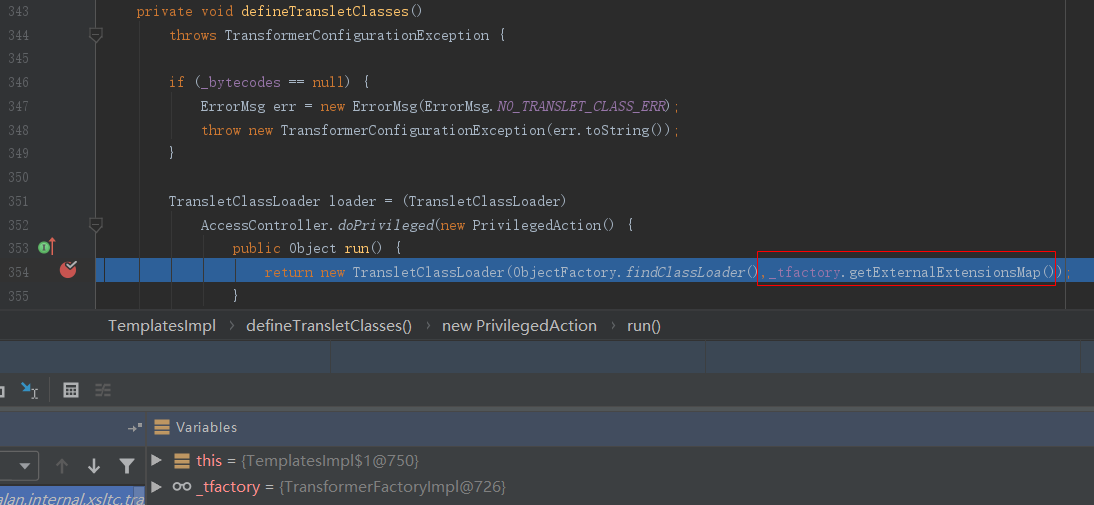 343 private void defineTransletClasses()
344 throws TransformerConfigurationException {
345
346 if (_bytecodes == null) {
347 ErrorMsg err = new ErrorMsg(ErrorMsg.NO_TRANSLET_CLASS_ERR);
348 throw new TransformerConfigurationException(err.toString());
349 }
350
351 TransletClassLoader loader = (TransletClassLoader)
352 AccessController.doPrivileged(new PrivilegedAction() {
353 public Object run() {
354 return new TransletClassLoader(ObjectFactory.findClassLoader(),_tfactory.getExternalExtensionsMap());
355 }
TemplatesImpl › defineTransletClasses() › new PrivilegedAction › run()
Variables
this = {TemplatesImpl$1@750}
_tfactory = {TransformerFactoryImpl@726}
alan.internal.xsltc.tra